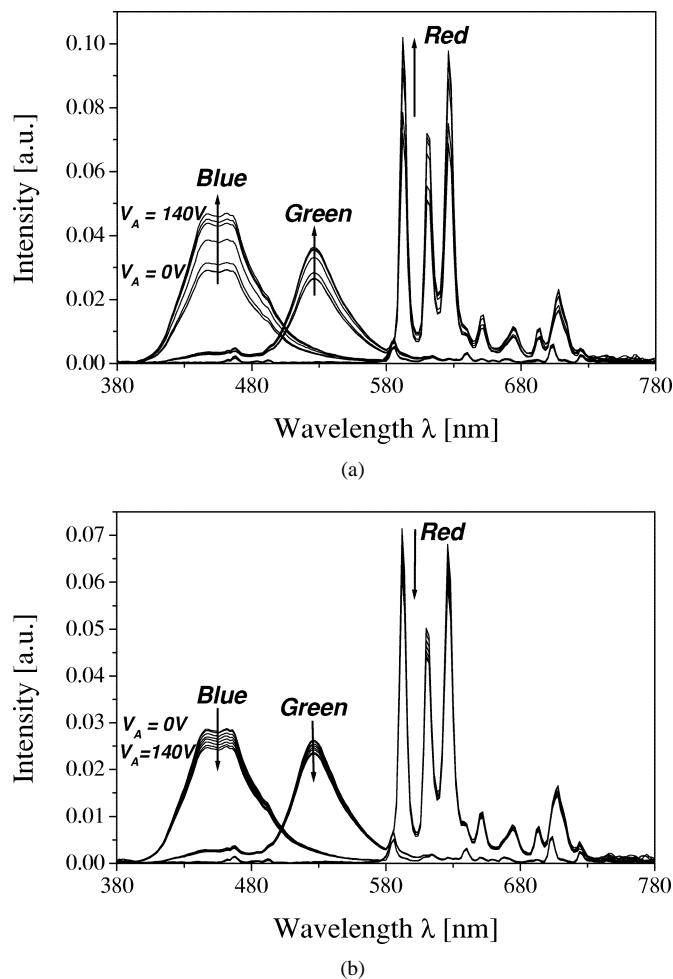 0.10
Red
0.08
Intensity [a.u.]
0.06
Blue
V_A = 140V
Green
0.04
V_A = 0V
0.02
0.00
380 480 580 680 780
Wavelength λ [nm]
(a)
0.07
Red
0.06
0.05
Intensity [a.u.]
0.04
Blue
Green
0.03
V_A = 0V
V_A=140V
0.02
0.01
0.00
380 480 580 680 780
Wavelength λ [nm]
(b)